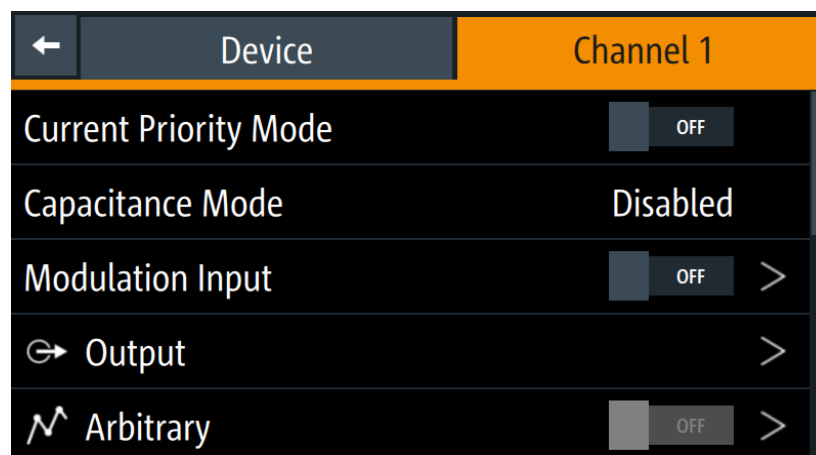 Device Channel 1
Current Priority Mode OFF
Capacitance Mode Disabled
Modulation Input OFF >
Output >
Arbitrary OFF >